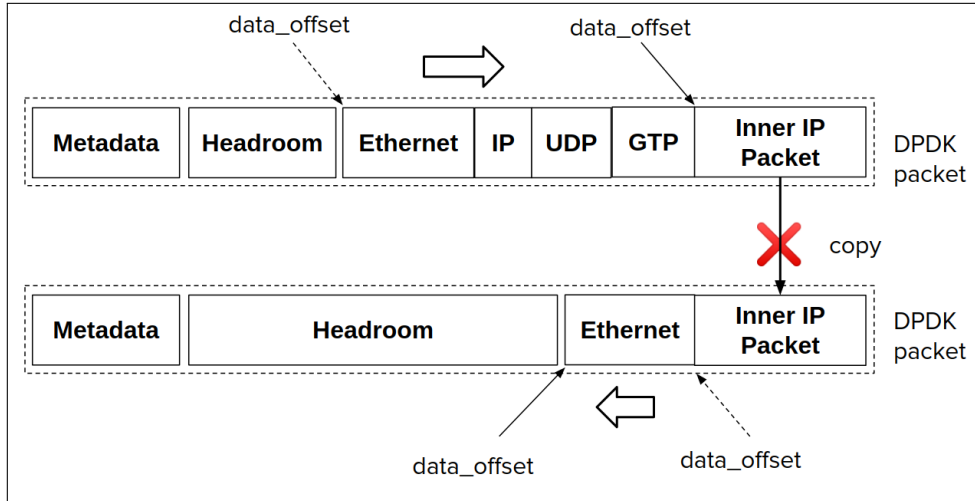 data_offset
data_offset
Metadata
Headroom
Ethernet
IP
UDP
GTP
Inner IP
Packet
DPDK
packet
copy
Metadata
Headroom
Ethernet
Inner IP
Packet
DPDK
packet
data_offset
data_offset